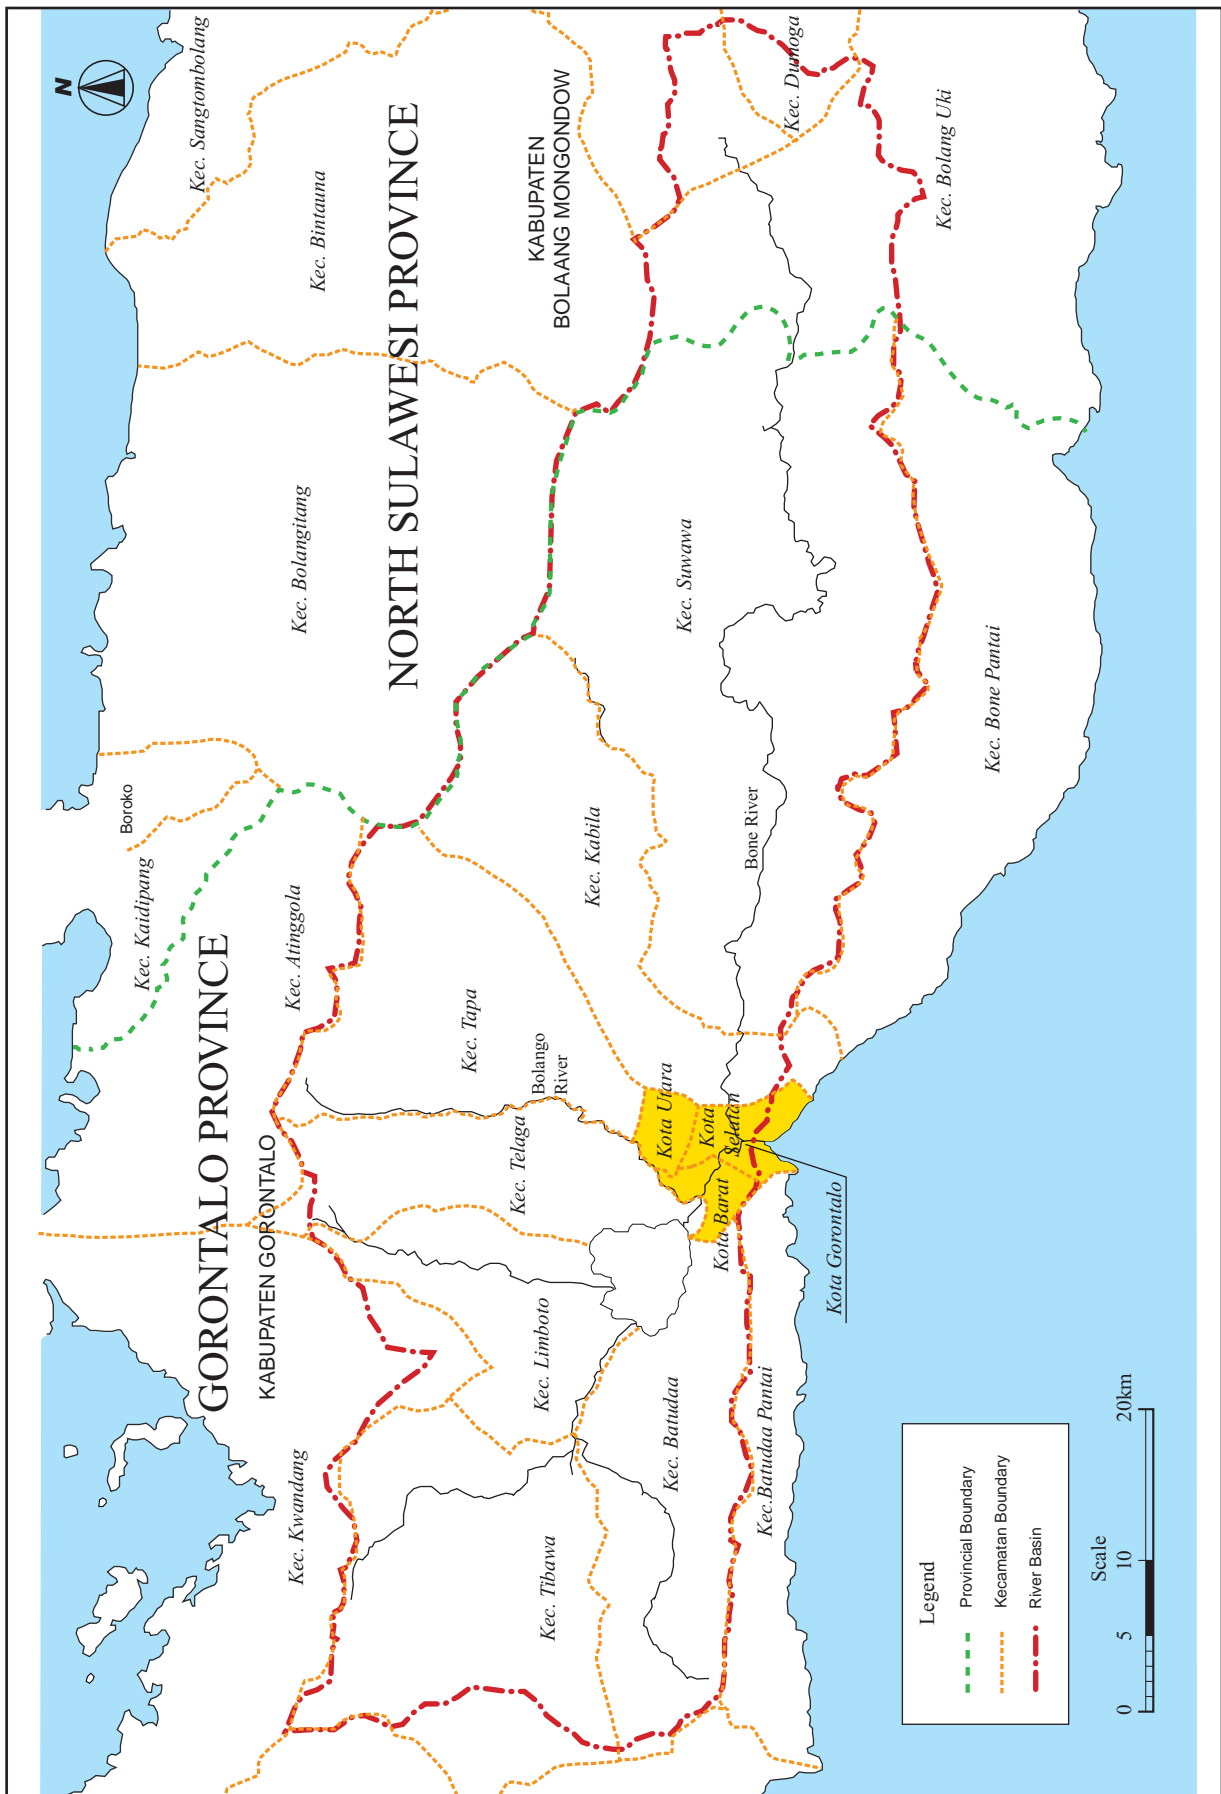 N
Kec. Sangtombolang
Kec. Bintauna
NORTH SULAWESI PROVINCE
KABUPATEN
BOLAANG MONGONDOW
Kec. Dumoga
Kec. Bolang Uki
Kec. Bolangitang
Kec. Suwawa
Kec. Bone Pantai
Boroko
Kec. Kaidipang
Kec. Atinggola
Kec. Kabila
Bone River
GORONTALO PROVINCE
KABUPATEN GORONTALO
Kec. Tapa
Bolango
River
Kec. Telaga
Kota Utara
Kota
Selatan
Kota Barat
Kota Gorontalo
Kec. Limboto
Kec. Batudaa
Kec.Batudaa Pantai
Kec. Kwandang
Kec. Tibawa
Legend
Provincial Boundary
Kecamatan Boundary
River Basin
Scale
0 5 10 20km